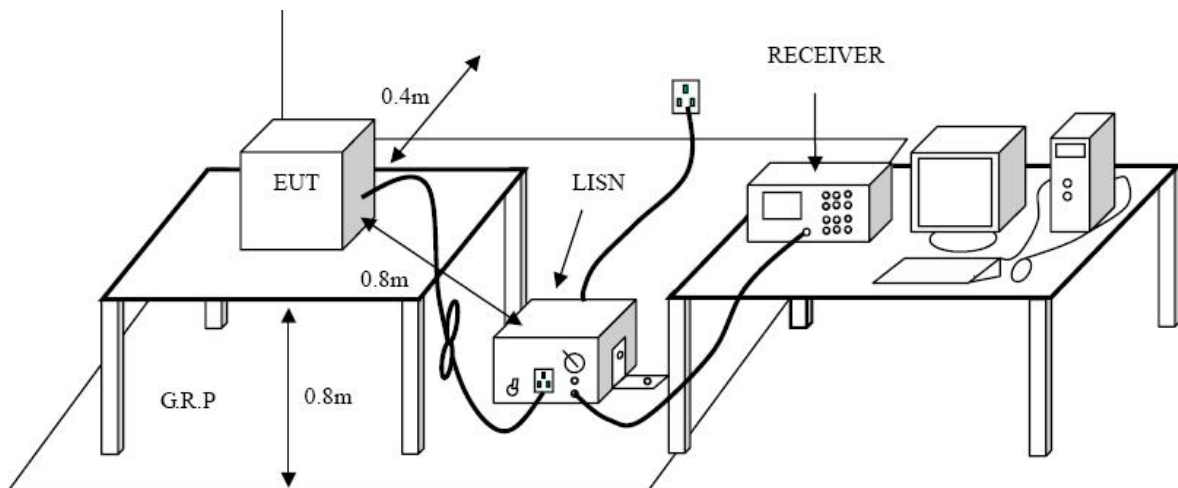 RECEIVER
0.4m
EUT
LISN
0.8m
G.R.P
0.8m